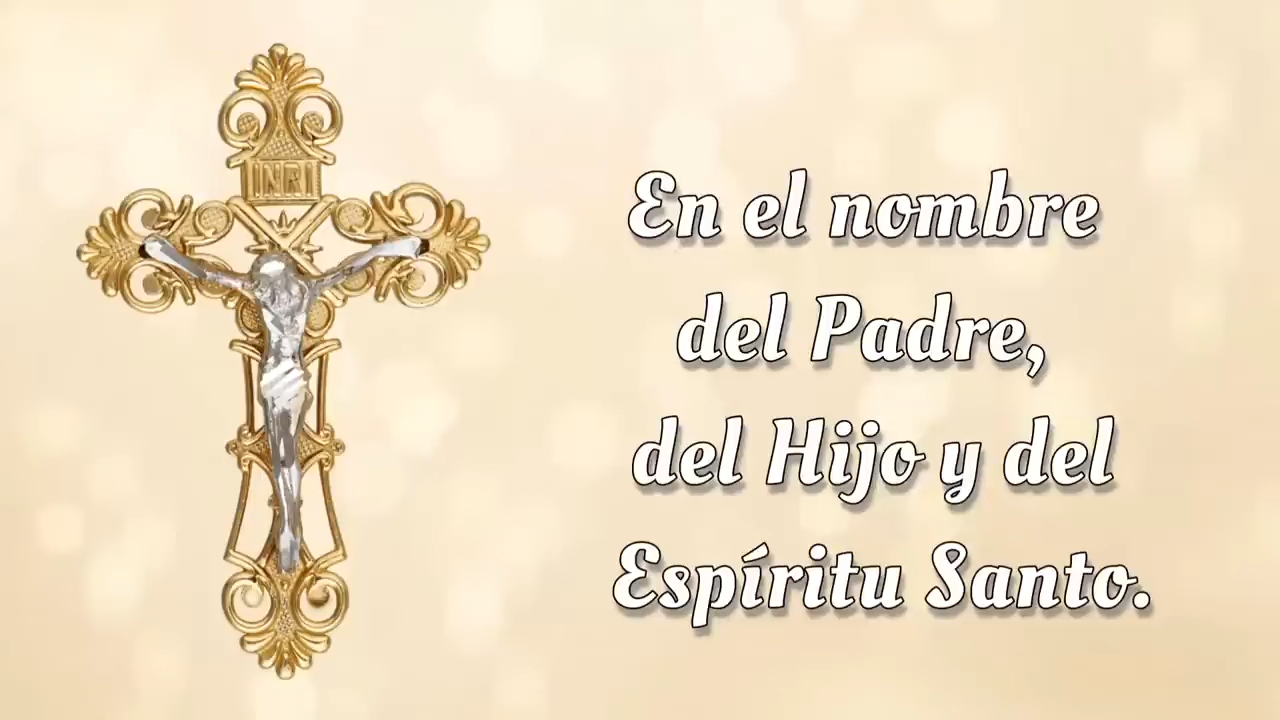 INRI
En el nombre
del Padre,
del Hijo y del
Espíritu Santo.